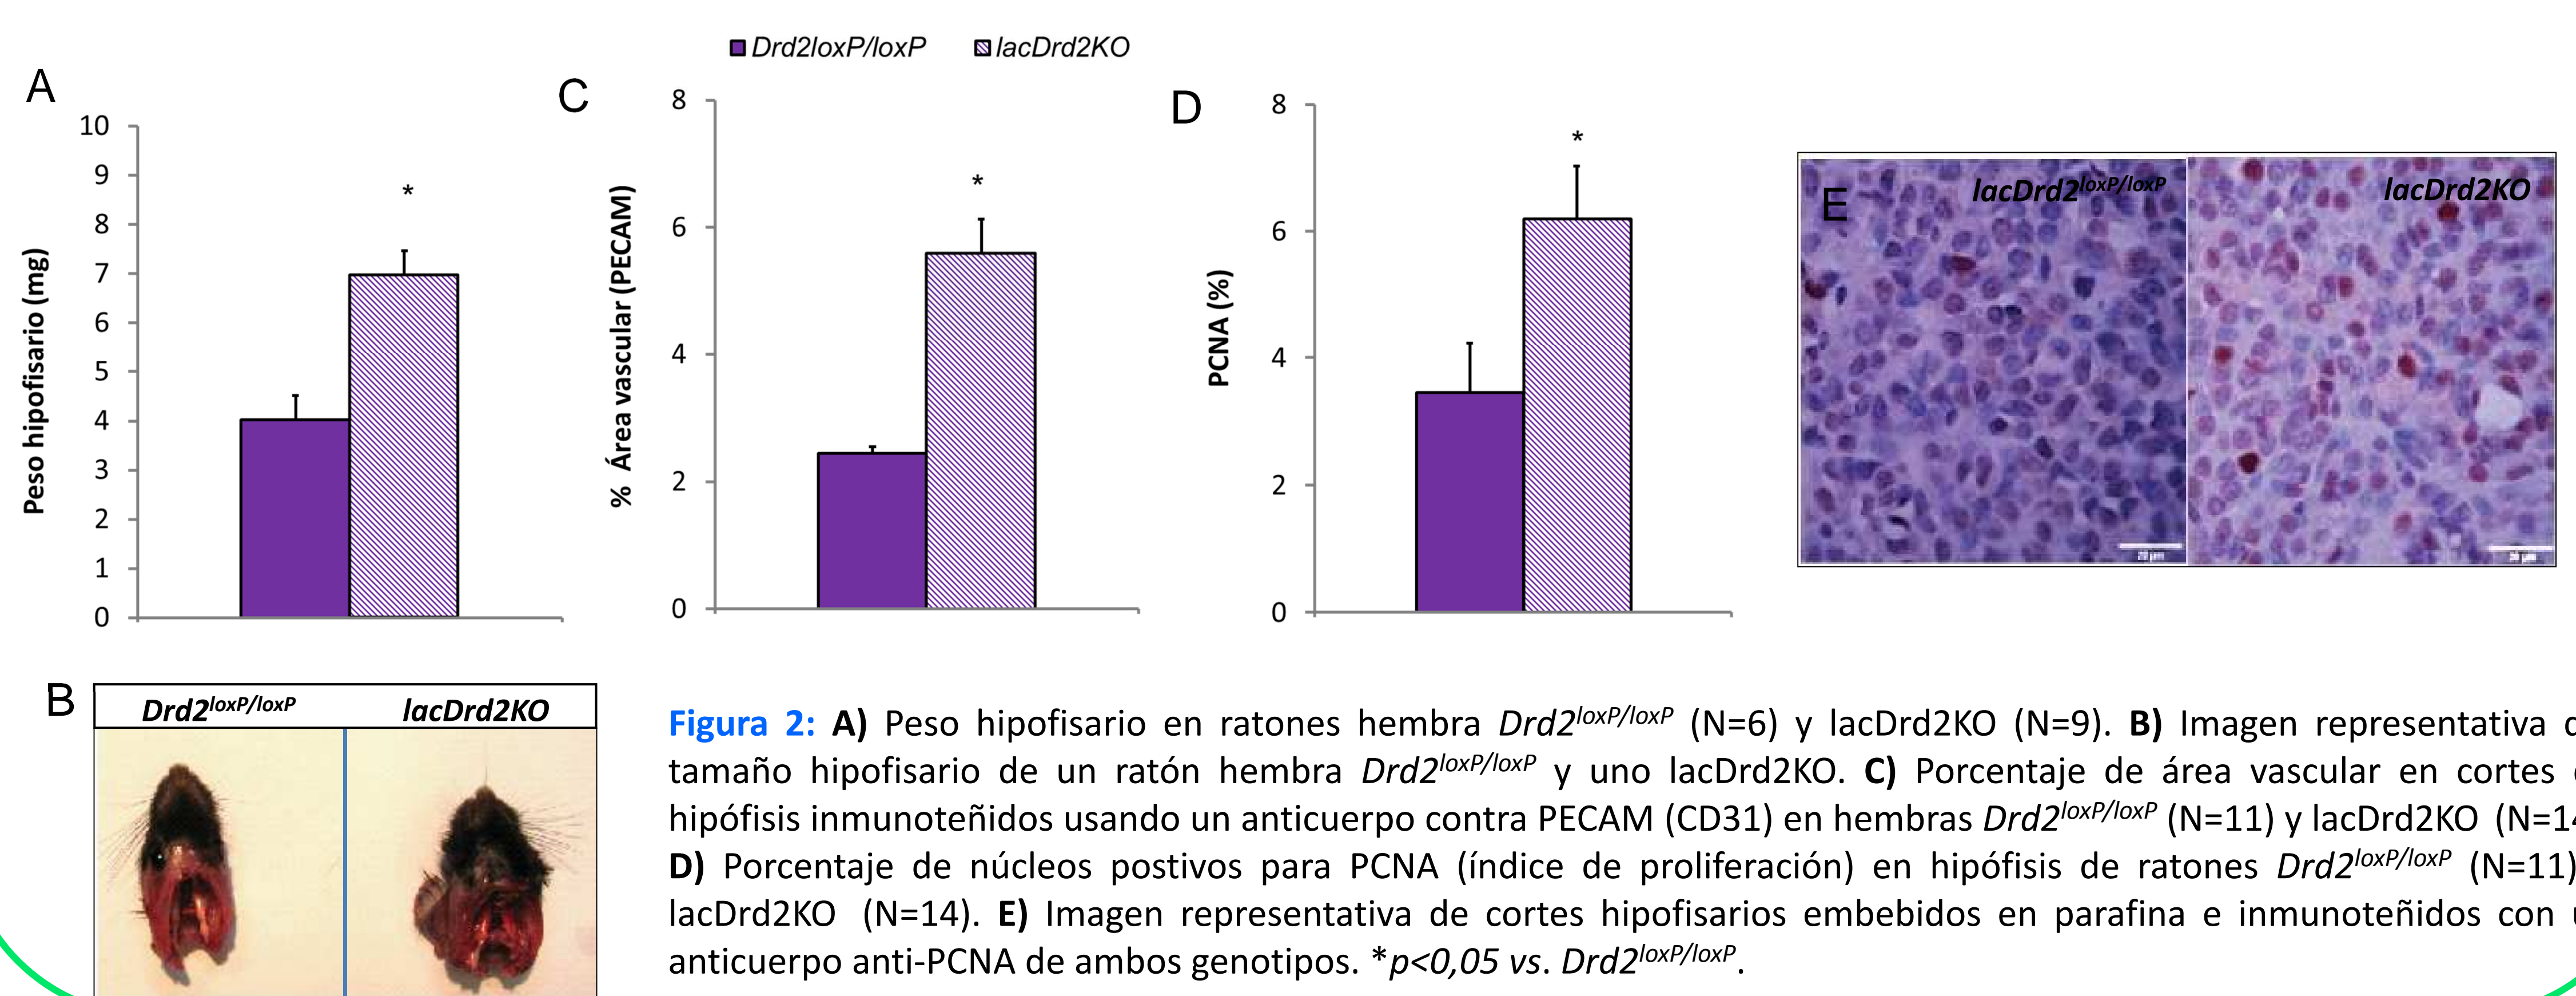 Drd2loxP/loxP lacDrd2KO
A
10
9
8
7
6
5
4
3
2
1
0
Peso hipofisario (mg)
*
C
8
6
4
2
0
% Área vascular (PECAM)
*
D
8
6
4
2
0
PCNA (%)
*
E
lacDrd2loxP/loxP
lacDrd2KO
20 µm
B
Drd2loxP/loxP lacDrd2KO
Figura 2: A) Peso hipofisario en ratones hembra Drd2loxP/loxP (N=6) y lacDrd2KO (N=9). B) Imagen representativa
tamaño hipofisario de un ratón hembra Drd2loxP/loxP y uno lacDrd2KO. C) Porcentaje de área vascular en cortes
hipófisis inmunoteñidos usando un anticuerpo contra PECAM (CD31) en hembras Drd2loxP/loxP (N=11) y lacDrd2KO (N=14
D) Porcentaje de núcleos postivos para PCNA (índice de proliferación) en hipófisis de ratones Drd2loxP/loxP (N=11)
lacDrd2KO (N=14). E) Imagen representativa de cortes hipofisarios embebidos en parafina e inmunoteñidos con
anticuerpo anti-PCNA de ambos genotipos. *p<0,05 vs. Drd2loxP/loxP.